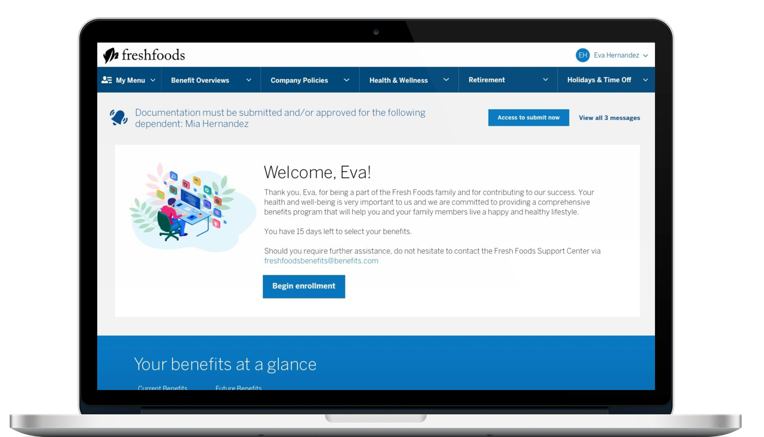 freshfoods
EH Eva Hernandez
My Menu Benefit Overviews Company Policies Health & Wellness Retirement Holidays & Time Off
Documentation must be submitted and/or approved for the following
dependent: Mia Hernandez
Access to submit now View all 3 messages
Welcome, Eva!
Thank you, Eva, for being a part of the Fresh Foods family and for contributing to our success. Your
health and well-being is very important to us and we are committed to providing a comprehensive
benefits program that will help you and your family members live a happy and healthy lifestyle.
You have 15 days left to select your benefits.
Should you require further assistance, do not hesitate to contact the Fresh Foods Support Center via
freshfoodsbenefits@benefits.com
Begin enrollment
Your benefits at a glance
Current Benefits Future Benefits